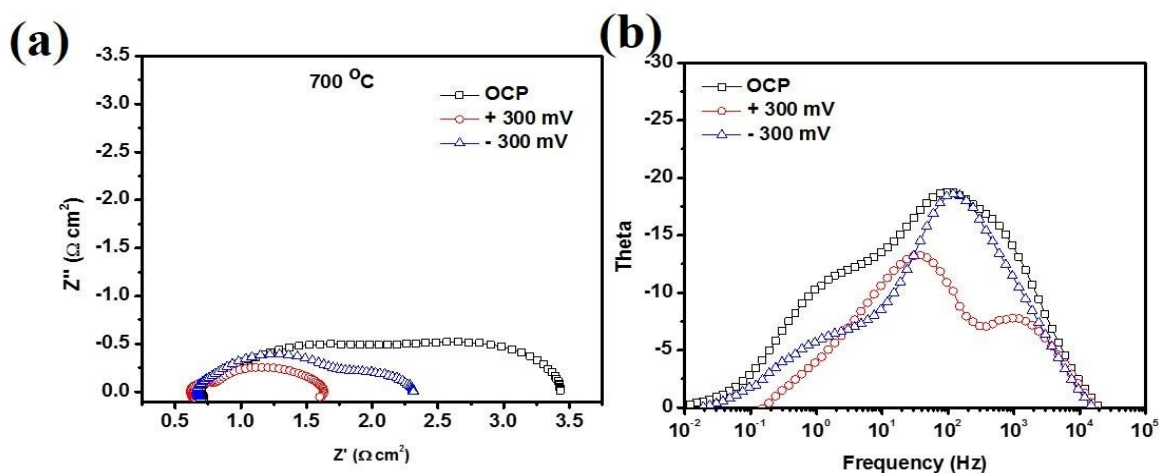 (a)
-3.5
-3.0
-2.5
-2.0
-1.5
-1.0
-0.5
0.0
Z'' (Ω cm²)
700 ᴼC
OCP
+ 300 mV
- 300 mV
0.5 1.0 1.5 2.0 2.5 3.0 3.5
Z' (Ω cm²)
(b)
-30
-25
-20
-15
-10
-5
0
Theta
OCP
+ 300 mV
- 300 mV
10⁻² 10⁻¹ 10⁰ 10¹ 10² 10³ 10⁴ 10⁵
Frequency (Hz)